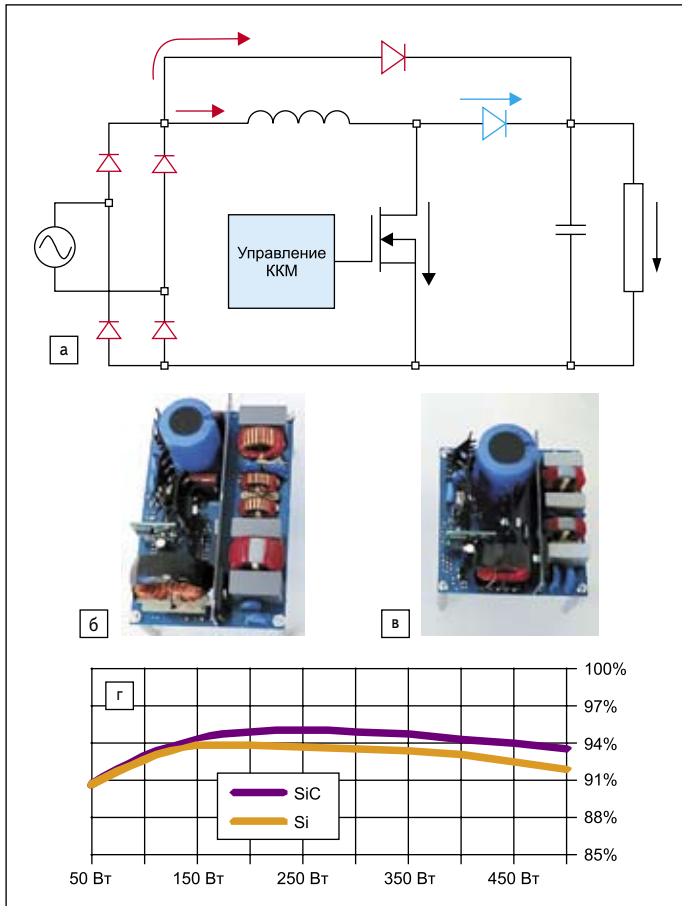 Управление
ККМ
а
б
в
г
100%
97%
94%
91%
88%
85%
SiC
Si
50 Вт
150 Вт
250 Вт
350 Вт
450 Вт